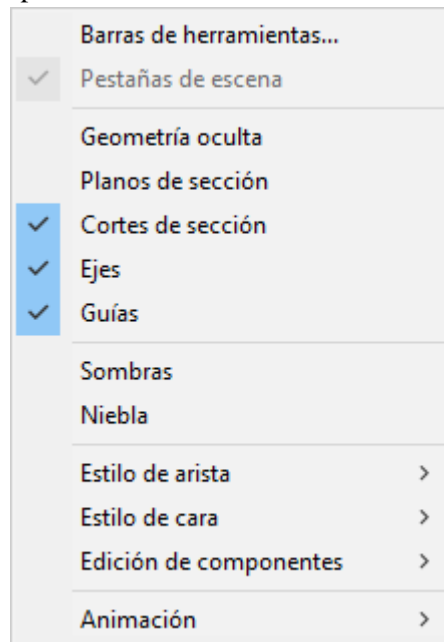 Barras de herramientas...
Pestañas de escena
Geometría oculta
Planos de sección
Cortes de sección
Ejes
Guías
Sombras
Niebla
Estilo de arista
Estilo de cara
Edición de componentes
Animación